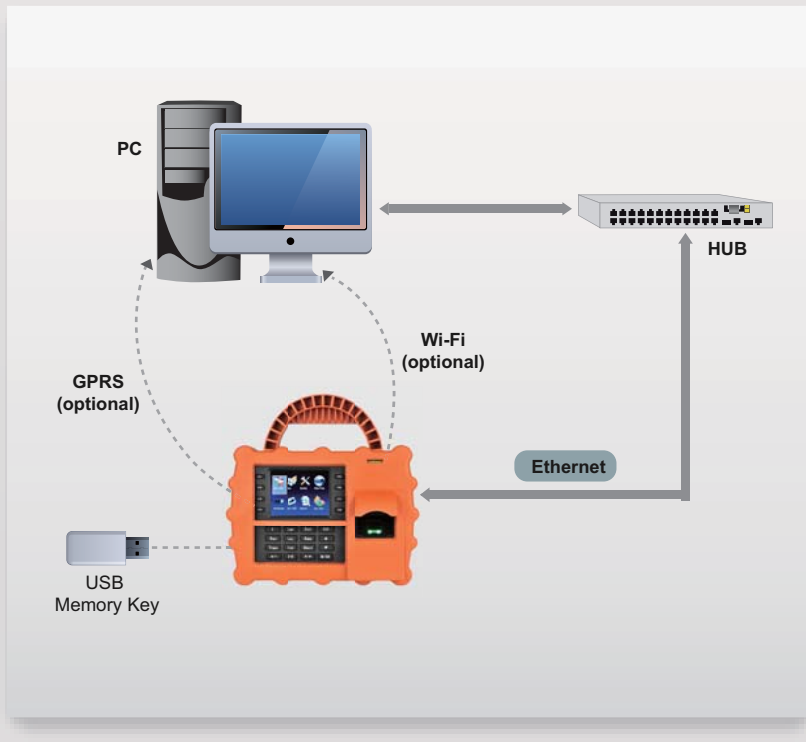 PC
HUB
Wi-Fi
(optional)
GPRS
(optional)
Ethernet
USB
Memory Key